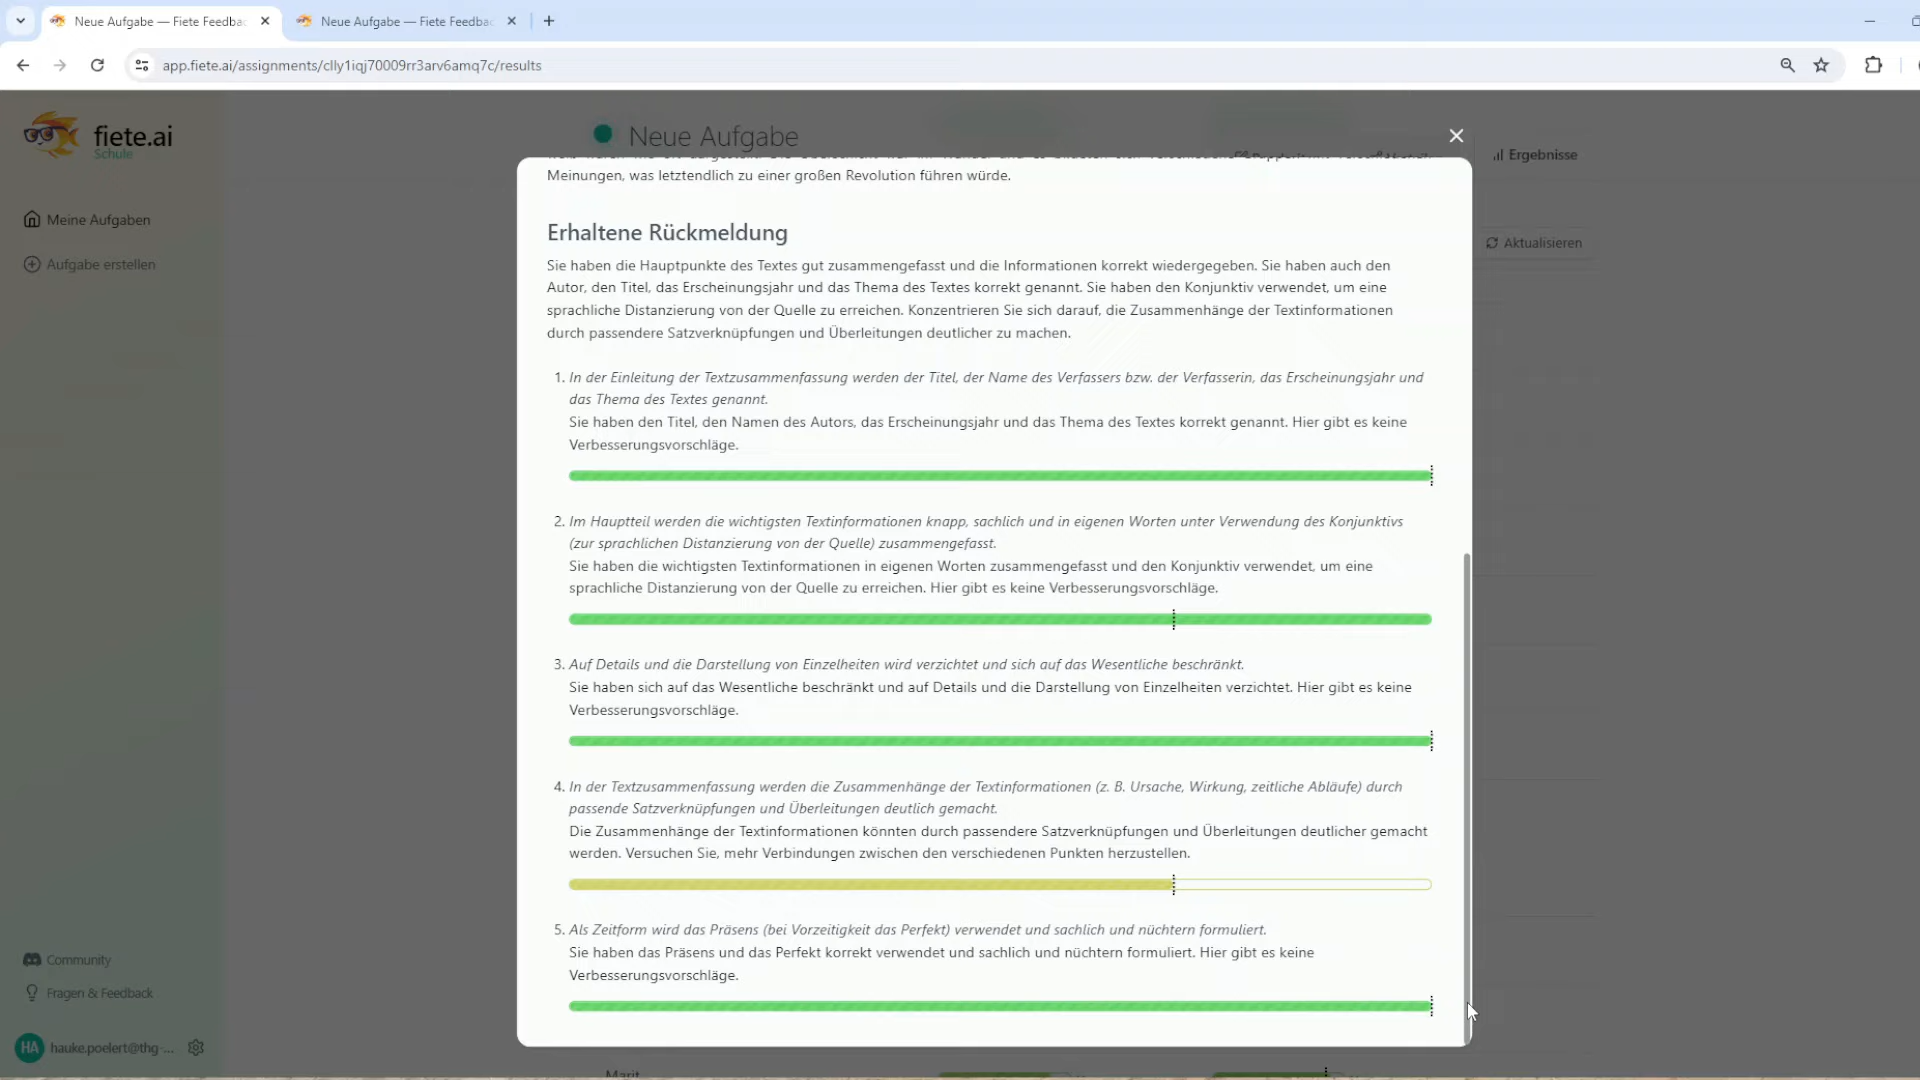 Neue Aufgabe — Fiete Feedbac
Neue Aufgabe — Fiete Feedbac
app.fiete.ai/assignments/clly1iqj70009rr3arv6amq7c/results
fiete.ai
Schule
Neue Aufgabe
Ergebnisse
Meine Aufgaben
Aufgabe erstellen
Aktualisieren
Meinungen, was letztendlich zu einer großen Revolution führen würde.
Erhaltene Rückmeldung
Sie haben die Hauptpunkte des Textes gut zusammengefasst und die Informationen korrekt wiedergegeben. Sie haben auch den
Autor, den Titel, das Erscheinungsjahr und das Thema des Textes korrekt genannt. Sie haben den Konjunktiv verwendet, um eine
sprachliche Distanzierung von der Quelle zu erreichen. Konzentrieren Sie sich darauf, die Zusammenhänge der Textinformationen
durch passendere Satzverknüpfungen und Überleitungen deutlicher zu machen.
1. In der Einleitung der Textzusammenfassung werden der Titel, der Name des Verfassers bzw. der Verfasserin, das Erscheinungsjahr und
das Thema des Textes genannt.
Sie haben den Titel, den Namen des Autors, das Erscheinungsjahr und das Thema des Textes korrekt genannt. Hier gibt es keine
Verbesserungsvorschläge.
2. Im Hauptteil werden die wichtigsten Textinformationen knapp, sachlich und in eigenen Worten unter Verwendung des Konjunktivs
(zur sprachlichen Distanzierung von der Quelle) zusammengefasst.
Sie haben die wichtigsten Textinformationen in eigenen Worten zusammengefasst und den Konjunktiv verwendet, um eine
sprachliche Distanzierung von der Quelle zu erreichen. Hier gibt es keine Verbesserungsvorschläge.
3. Auf Details und die Darstellung von Einzelheiten wird verzichtet und sich auf das Wesentliche beschränkt.
Sie haben sich auf das Wesentliche beschränkt und auf Details und die Darstellung von Einzelheiten verzichtet. Hier gibt es keine
Verbesserungsvorschläge.
4. In der Textzusammenfassung werden die Zusammenhänge der Textinformationen (z. B. Ursache, Wirkung, zeitliche Abläufe) durch
passende Satzverknüpfungen und Überleitungen deutlich gemacht.
Die Zusammenhänge der Textinformationen könnten durch passendere Satzverknüpfungen und Überleitungen deutlicher gemacht
werden. Versuchen Sie, mehr Verbindungen zwischen den verschiedenen Punkten herzustellen.
5. Als Zeitform wird das Präsens (bei Vorzeitigkeit das Perfekt) verwendet und sachlich und nüchtern formuliert.
Sie haben das Präsens und das Perfekt korrekt verwendet und sachlich und nüchtern formuliert. Hier gibt es keine
Verbesserungsvorschläge.
Community
Fragen & Feedback
HA
hauke.poelert@thg-...
Marit